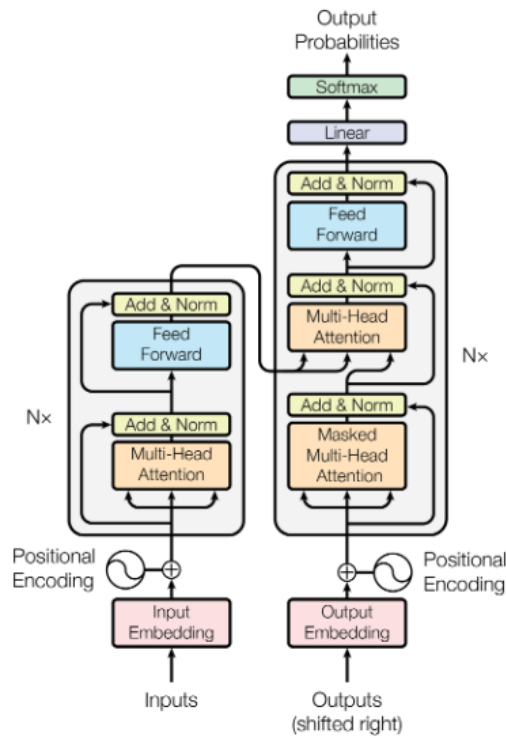 Output
Probabilities
Softmax
Linear
Add & Norm
Feed
Forward
Add & Norm
Multi-Head
Attention
Add & Norm
Masked
Multi-Head
Attention
N×
Add & Norm
Feed
Forward
Add & Norm
Multi-Head
Attention
N×
Positional
Encoding
Positional
Encoding
Input
Embedding
Output
Embedding
Inputs
Outputs
(shifted right)